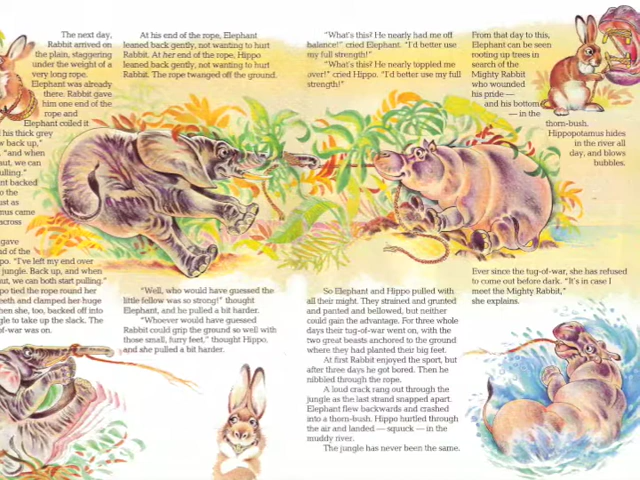 The next day,
Rabbit arrived on
the plain, staggering
under the weight of a
very long rope.
Elephant was already
there. Rabbit gave
him one end of the
rope and
Elephant coiled it
his thick grey
back up,"
"and when
out, we can
pulling."
backed
the
just as
came
across
gave
end of the
"I've left my end over
jungle. Back up, and when
out, we can both start pulling."
tied the rope round her
teeth and clamped her huge
she, too, backed off into
to take up the slack. The
of-war was on.
At his end of the rope, Elephant
leaned back gently, not wanting to hurt
Rabbit. At her end of the rope, Hippo
leaned back gently, not wanting to hurt
Rabbit. The rope twanged off the ground.
"Well, who would have guessed the
little fellow was so strong!" thought
Elephant, and he pulled a bit harder.
"Whoever would have guessed
Rabbit could grip the ground so well with
those small, furry feet," thought Hippo,
and she pulled a bit harder.
"What's this? He nearly had me off
balance!" cried Elephant. "I'd better use
my full strength!"
"What's this? He nearly toppled me
over!" cried Hippo. "I'd better use my full
strength!"
So Elephant and Hippo pulled with
all their might. They strained and grunted
and panted and bellowed, but neither
could gain the advantage. For three whole
days their tug-of-war went on, with the
two great beasts anchored to the ground
where they had planted their big feet.
At first Rabbit enjoyed the sport, but
after three days he got bored. Then he
nibbled through the rope.
A loud crack rang out through the
jungle as the last strand snapped apart.
Elephant flew backwards and crashed
into a thorn-bush. Hippo hurtled through
the air and landed — squuck — in the
muddy river.
The jungle has never been the same.
From that day to this,
Elephant can be seen
rooting up trees in
search of the
Mighty Rabbit
who wounded
his pride —
and his bottom
— in the
thorn-bush.
Hippopotamus hides
in the river all
day, and blows
bubbles.
Ever since the tug-of-war, she has refused
to come out before dark. "It's in case I
meet the Mighty Rabbit,"
she explains.